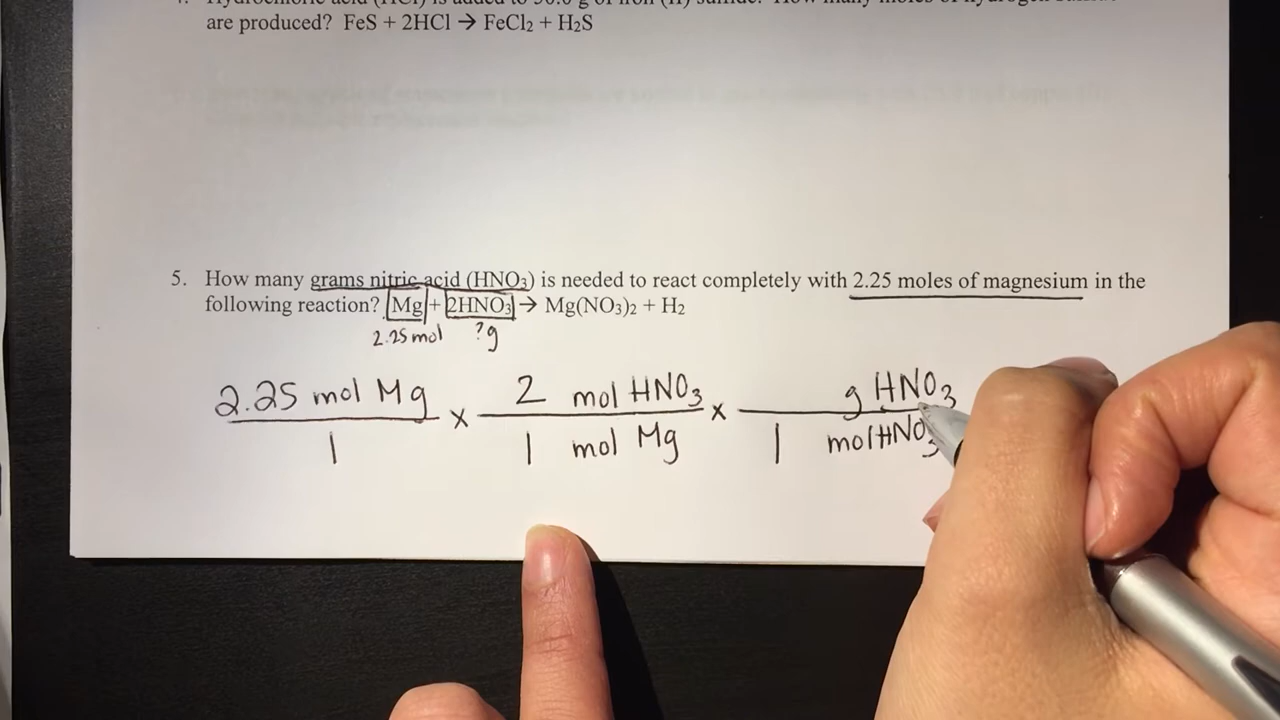 are produced? FeS + 2HCl → FeCl₂ + H₂S
5. How many grams nitric acid (HNO₃) is needed to react completely with 2.25 moles of magnesium in the
following reaction? Mg + 2HNO₃ → Mg(NO₃)₂ + H₂
2.25 mol ?g
2.25 mol Mg x 2 mol HNO₃ x g HNO₃
1 1 mol Mg 1 mol HNO₃